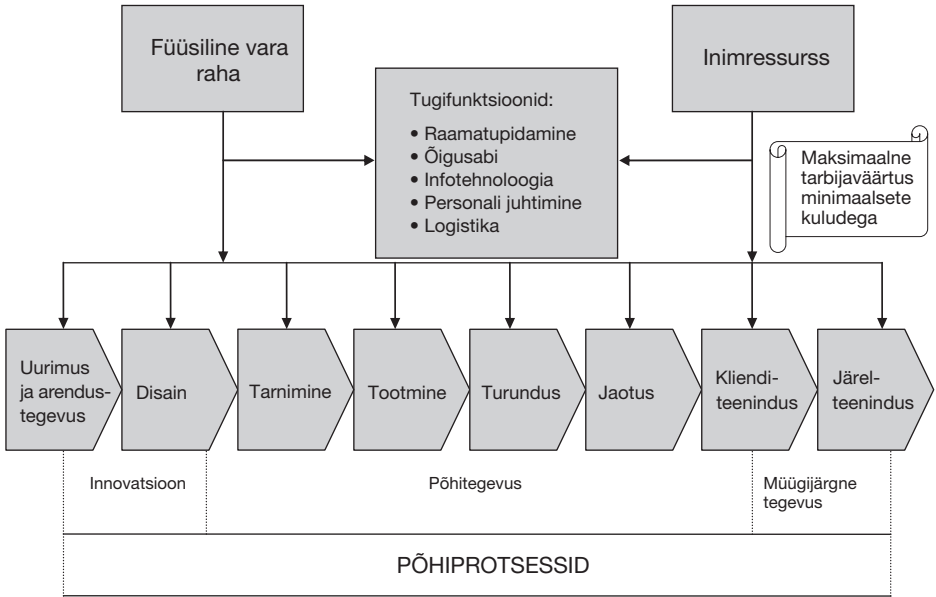 Füüsiline vara
raha
Inimressurss
Tugifunktsioonid:
• Raamatupidamine
• Õigusabi
• Infotehnoloogia
• Personali juhtimine
• Logistika
Maksimaalne
tarbijaväärtus
minimaalsete
kuludega
Uurimus
ja arendus-
tegevus
Disain
Tarnimine
Tootmine
Turundus
Jaotus
Kliendi-
teenindus
Järel-
teenindus
Innovatsioon
Põhitegevus
Müügijärgne
tegevus
PÕHIPROTSESSID